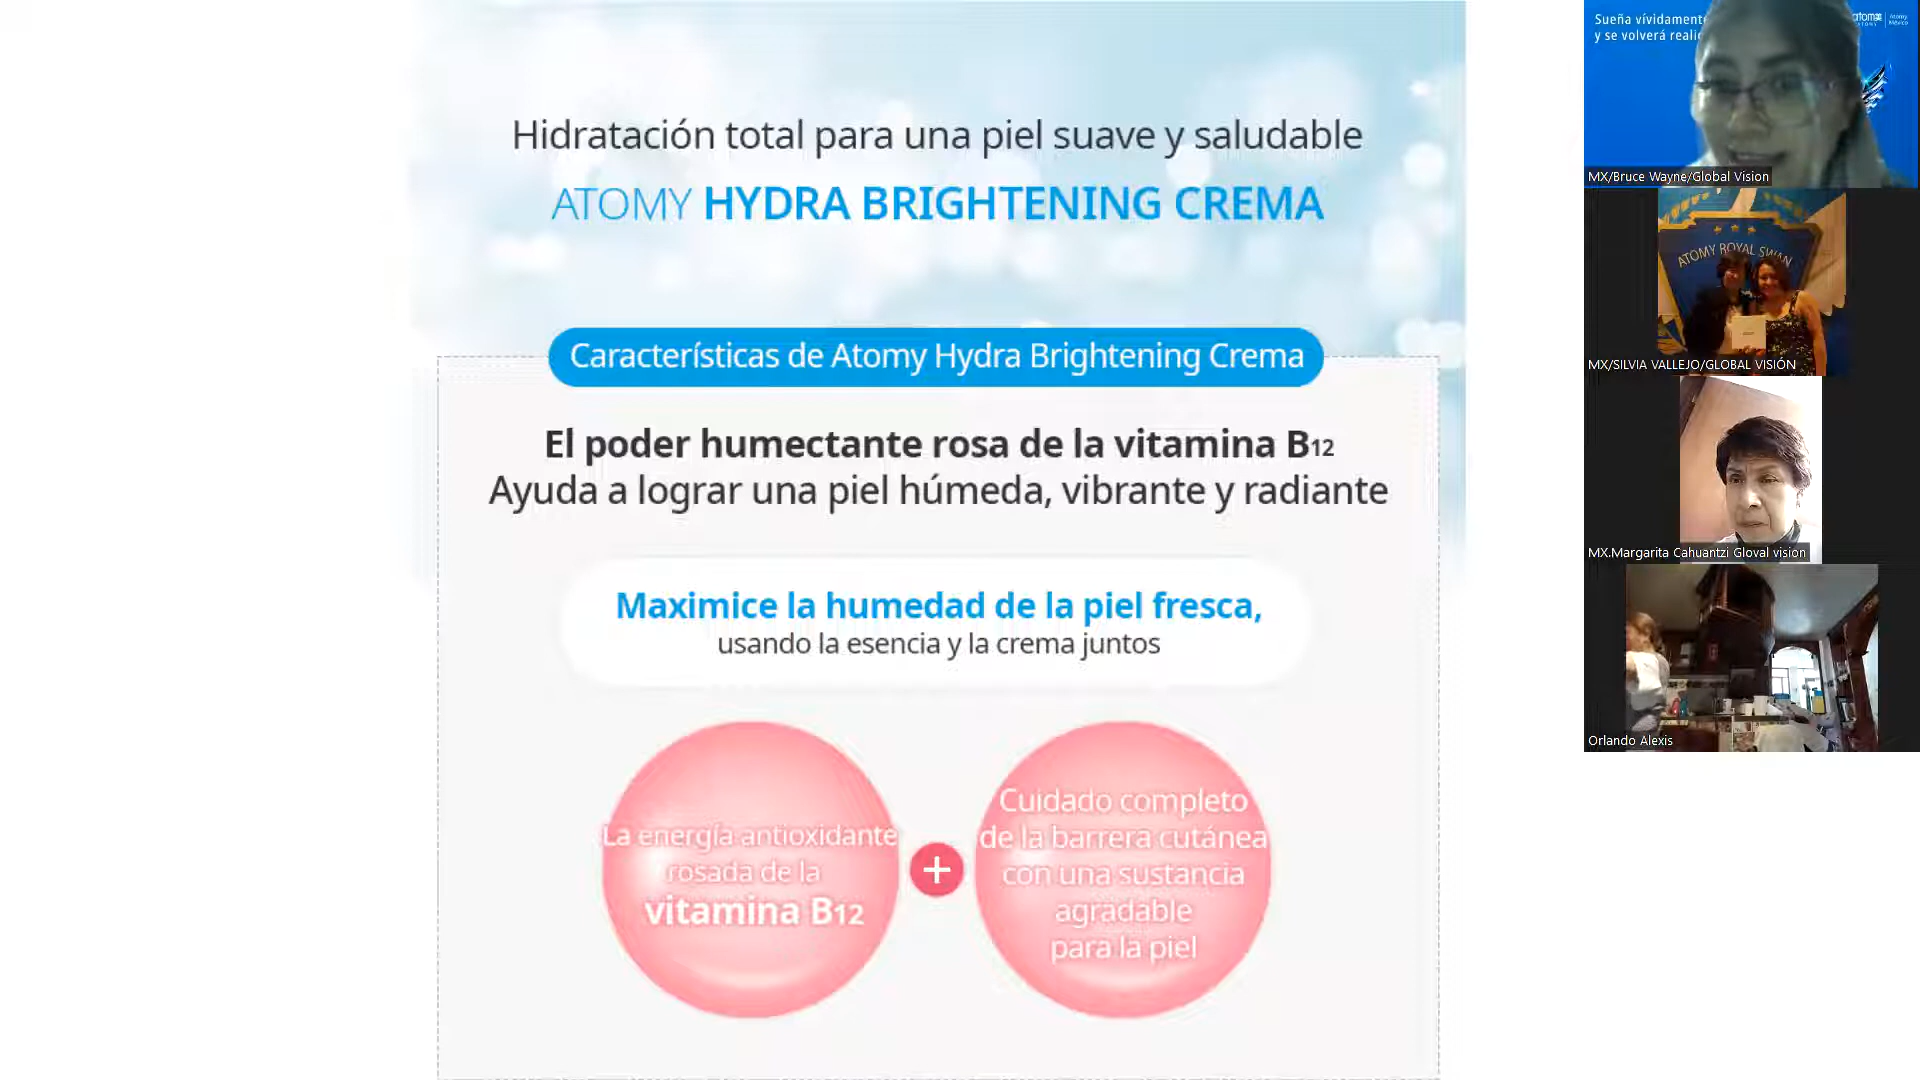 Hidratación total para una piel suave y saludable
ATOMY HYDRA BRIGHTENING CREMA
Características de Atomy Hydra Brightening Crema
El poder humectante rosa de la vitamina B12
Ayuda a lograr una piel húmeda, vibrante y radiante
Maximice la humedad de la piel fresca,
usando la esencia y la crema juntos
La energía antioxidante
rosada de la
vitamina B12
+
Cuidado completo
de la barrera cutánea
con una sustancia
agradable
para la piel
Sueña vívidament
y se volverá reali
Atomy
México
MX/Bruce Wayne/Global Vision
ATOMY ROYAL SWAN
MX/SILVIA VALLEJO/GLOBAL VISIÓN
MX.Margarita Cahuantzi Gloval vision
Orlando Alexis